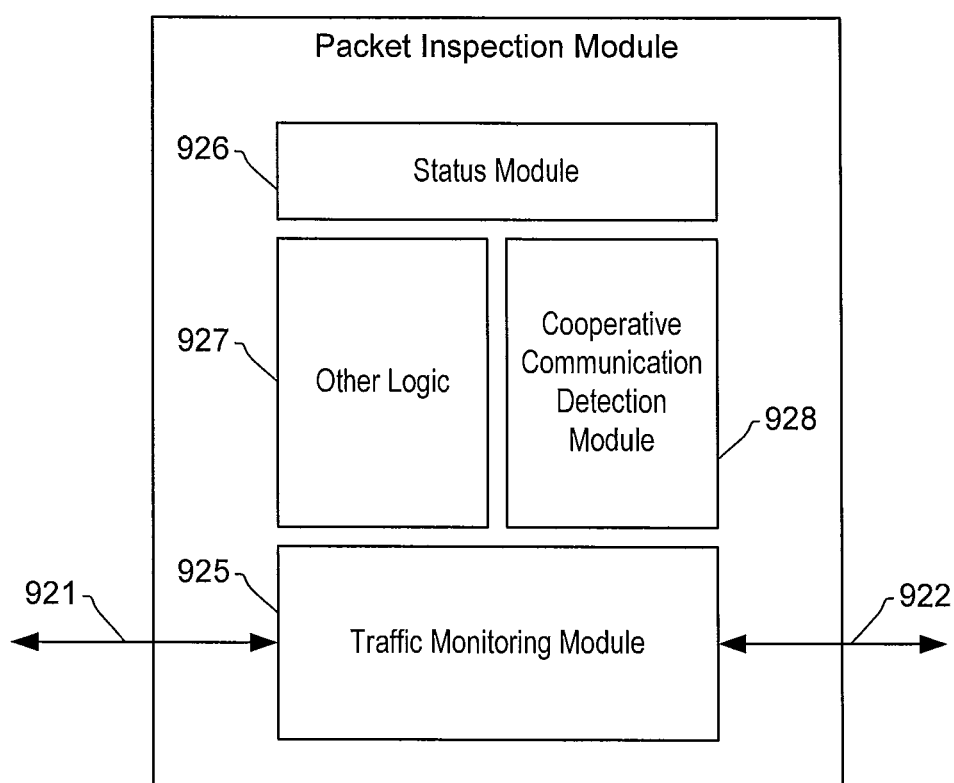 Packet Inspection Module
926
Status Module
927
Other Logic
Cooperative
Communication
Detection
Module
928
925
921
Traffic Monitoring Module
922